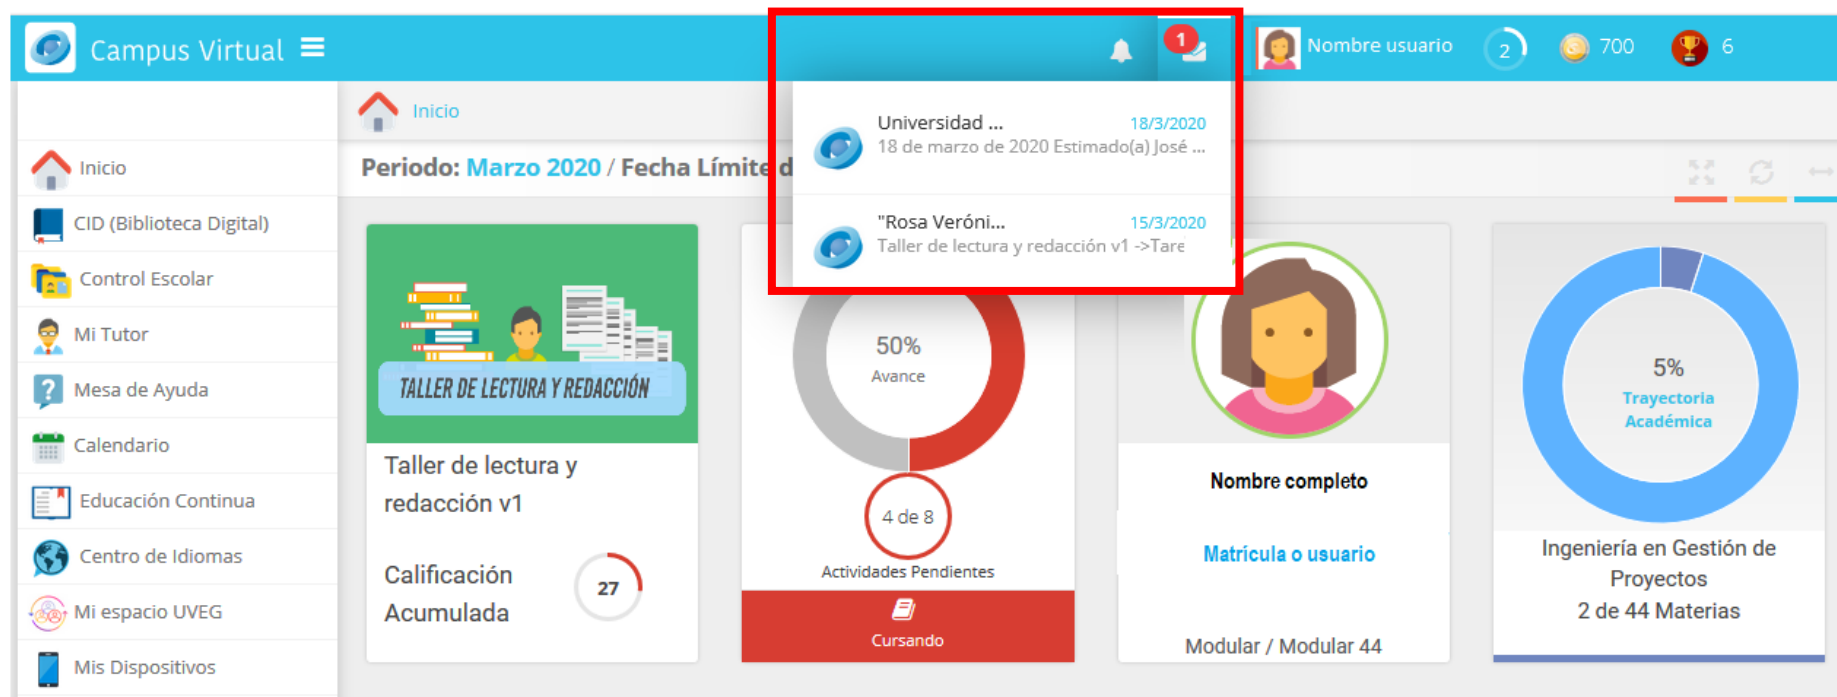 Campus Virtual
1
Nombre usuario
2
700
6
Inicio
Universidad ...
18/3/2020
18 de marzo de 2020 Estimado(a) José ...
"Rosa Veróni...
15/3/2020
Taller de lectura y redacción v1 ->Tare
Periodo: Marzo 2020 / Fecha Límite d
Inicio
CID (Biblioteca Digital)
Control Escolar
Mi Tutor
Mesa de Ayuda
Calendario
Educación Continua
Centro de Idiomas
Mi espacio UVEG
Mis Dispositivos
TALLER DE LECTURA Y REDACCIÓN
Taller de lectura y
redacción v1
Calificación
Acumulada
27
50%
Avance
4 de 8
Actividades Pendientes
Cursando
Nombre completo
Matrícula o usuario
Modular / Modular 44
5%
Trayectoria
Académica
Ingeniería en Gestión de
Proyectos
2 de 44 Materias